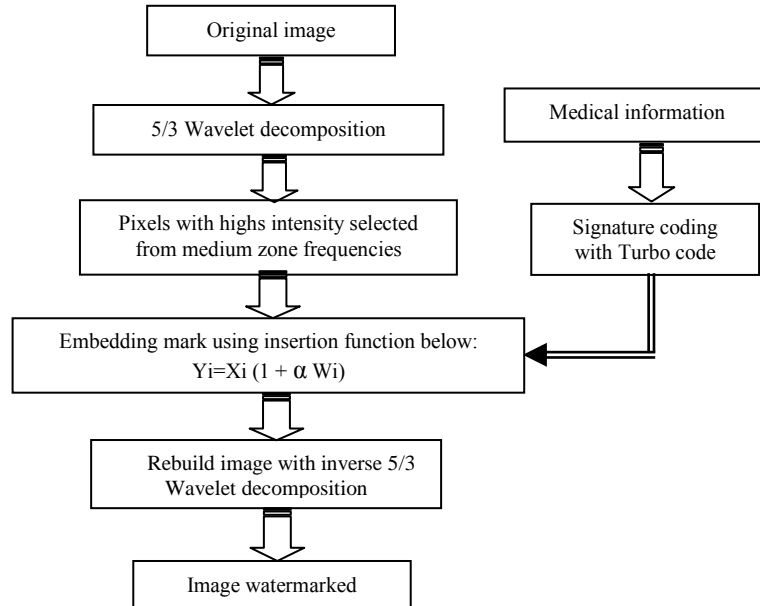 Original image
5/3 Wavelet decomposition
Medical information
Pixels with highs intensity selected
from medium zone frequencies
Signature coding
with Turbo code
Embedding mark using insertion function below:
Yi=Xi (1 + α Wi)
Rebuild image with inverse 5/3
Wavelet decomposition
Image watermarked